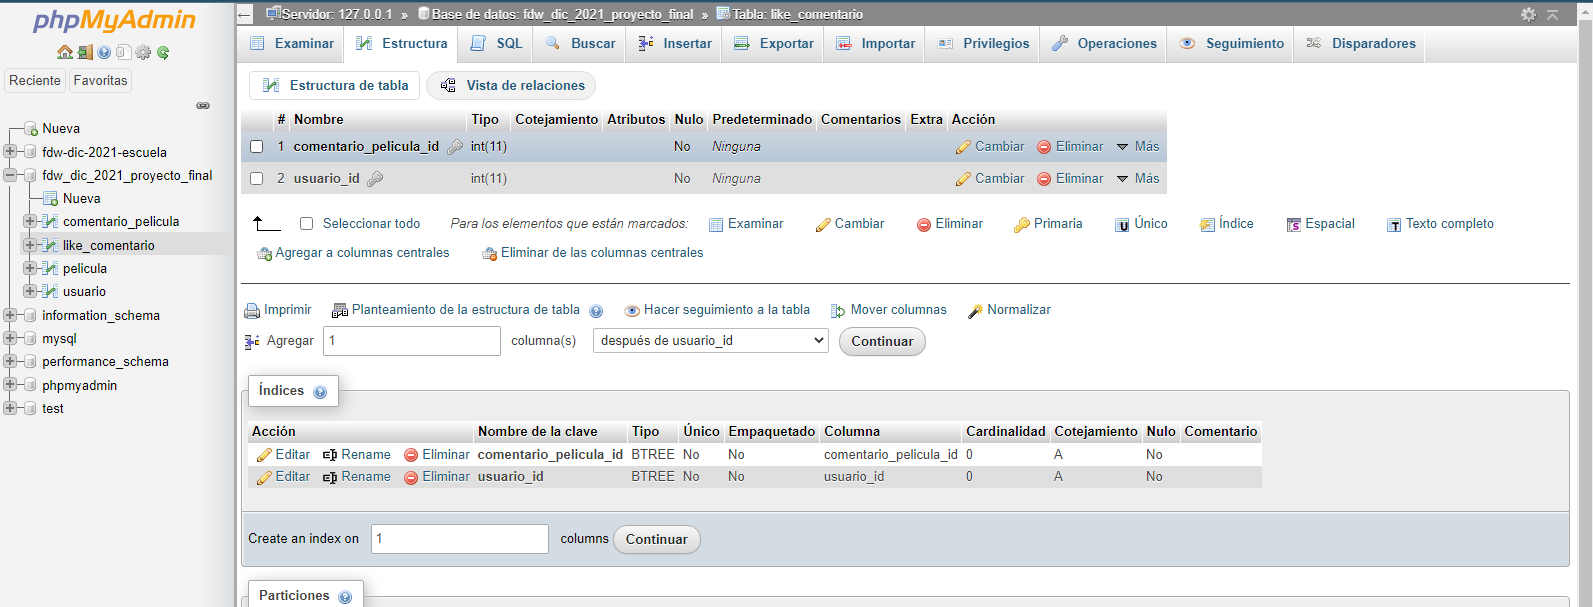 phpMyAdmin
Reciente Favoritas
Nueva
fdw-dic-2021-escuela
fdw_dic_2021_proyecto_final
Nueva
comentario_pelicula
like_comentario
pelicula
usuario
information_schema
mysql
performance_schema
phpmyadmin
test
Servidor: 127.0.0.1 » Base de datos: fdw_dic_2021_proyecto_final » Tabla: like_comentario
Examinar Estructura SQL Buscar Insertar Exportar Importar Privilegios Operaciones Seguimiento Disparadores
Estructura de tabla Vista de relaciones
# Nombre Tipo Cotejamiento Atributos Nulo Predeterminado Comentarios Extra Acción
1 comentario_pelicula_id int(11) No Ninguna Cambiar Eliminar Más
2 usuario_id int(11) No Ninguna Cambiar Eliminar Más
Seleccionar todo Para los elementos que están marcados: Examinar Cambiar Eliminar Primaria Único Índice Espacial Texto completo
Agregar a columnas centrales Eliminar de las columnas centrales
Imprimir Planteamiento de la estructura de tabla Hacer seguimiento a la tabla Mover columnas Normalizar
Agregar 1 columna(s) después de usuario_id Continuar
Índices
Acción Nombre de la clave Tipo Único Empaquetado Columna Cardinalidad Cotejamiento Nulo Comentario
Editar Rename Eliminar comentario_pelicula_id BTREE No No comentario_pelicula_id 0 A No
Editar Rename Eliminar usuario_id BTREE No No usuario_id 0 A No
Create an index on 1 columns Continuar
Particiones